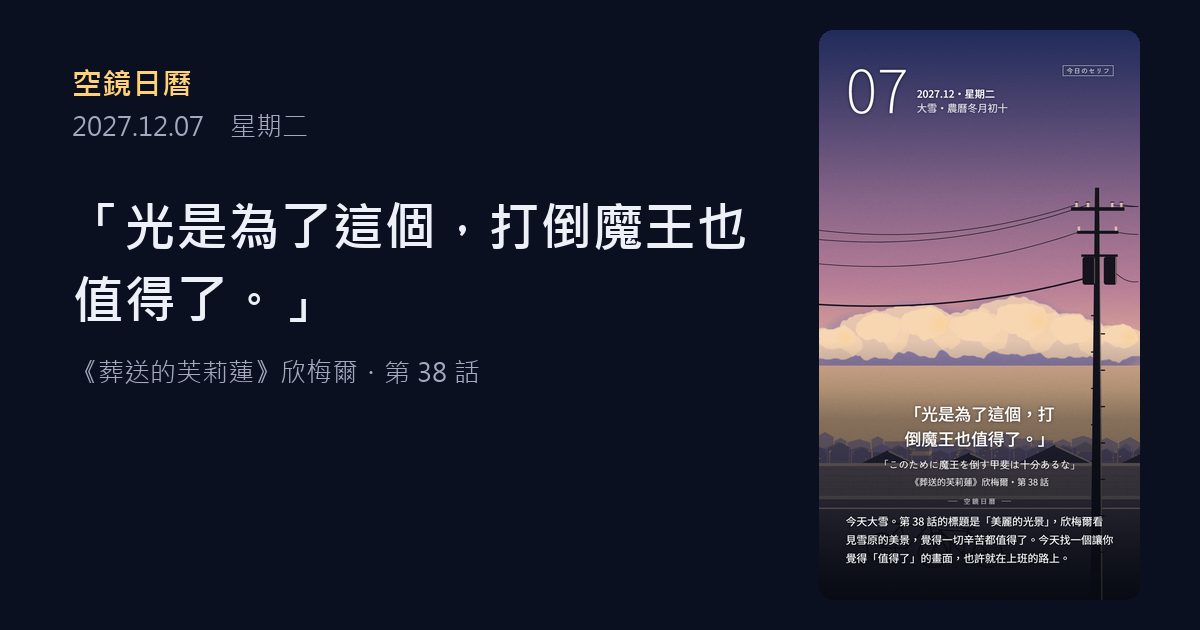 空鏡日曆
2027.12.07 星期二
「光是為了這個，打倒魔王也
值得了。」
《葬送的芙莉蓮》欣梅爾・第 38 話
07
2027.12・星期二
大雪・農曆冬月初十
今日のセリフ
「光是為了這個，打
倒魔王也值得了。」
「このために魔王を倒す甲斐は十分あるな」
《葬送的芙莉蓮》欣梅爾・第 38 話
— 空鏡日曆 —
今天大雪。第 38 話的標題是「美麗的光景」，欣梅爾看
見雪原的美景，覺得一切辛苦都值得了。今天找一個讓你
覺得「值得了」的畫面，也許就在上班的路上。